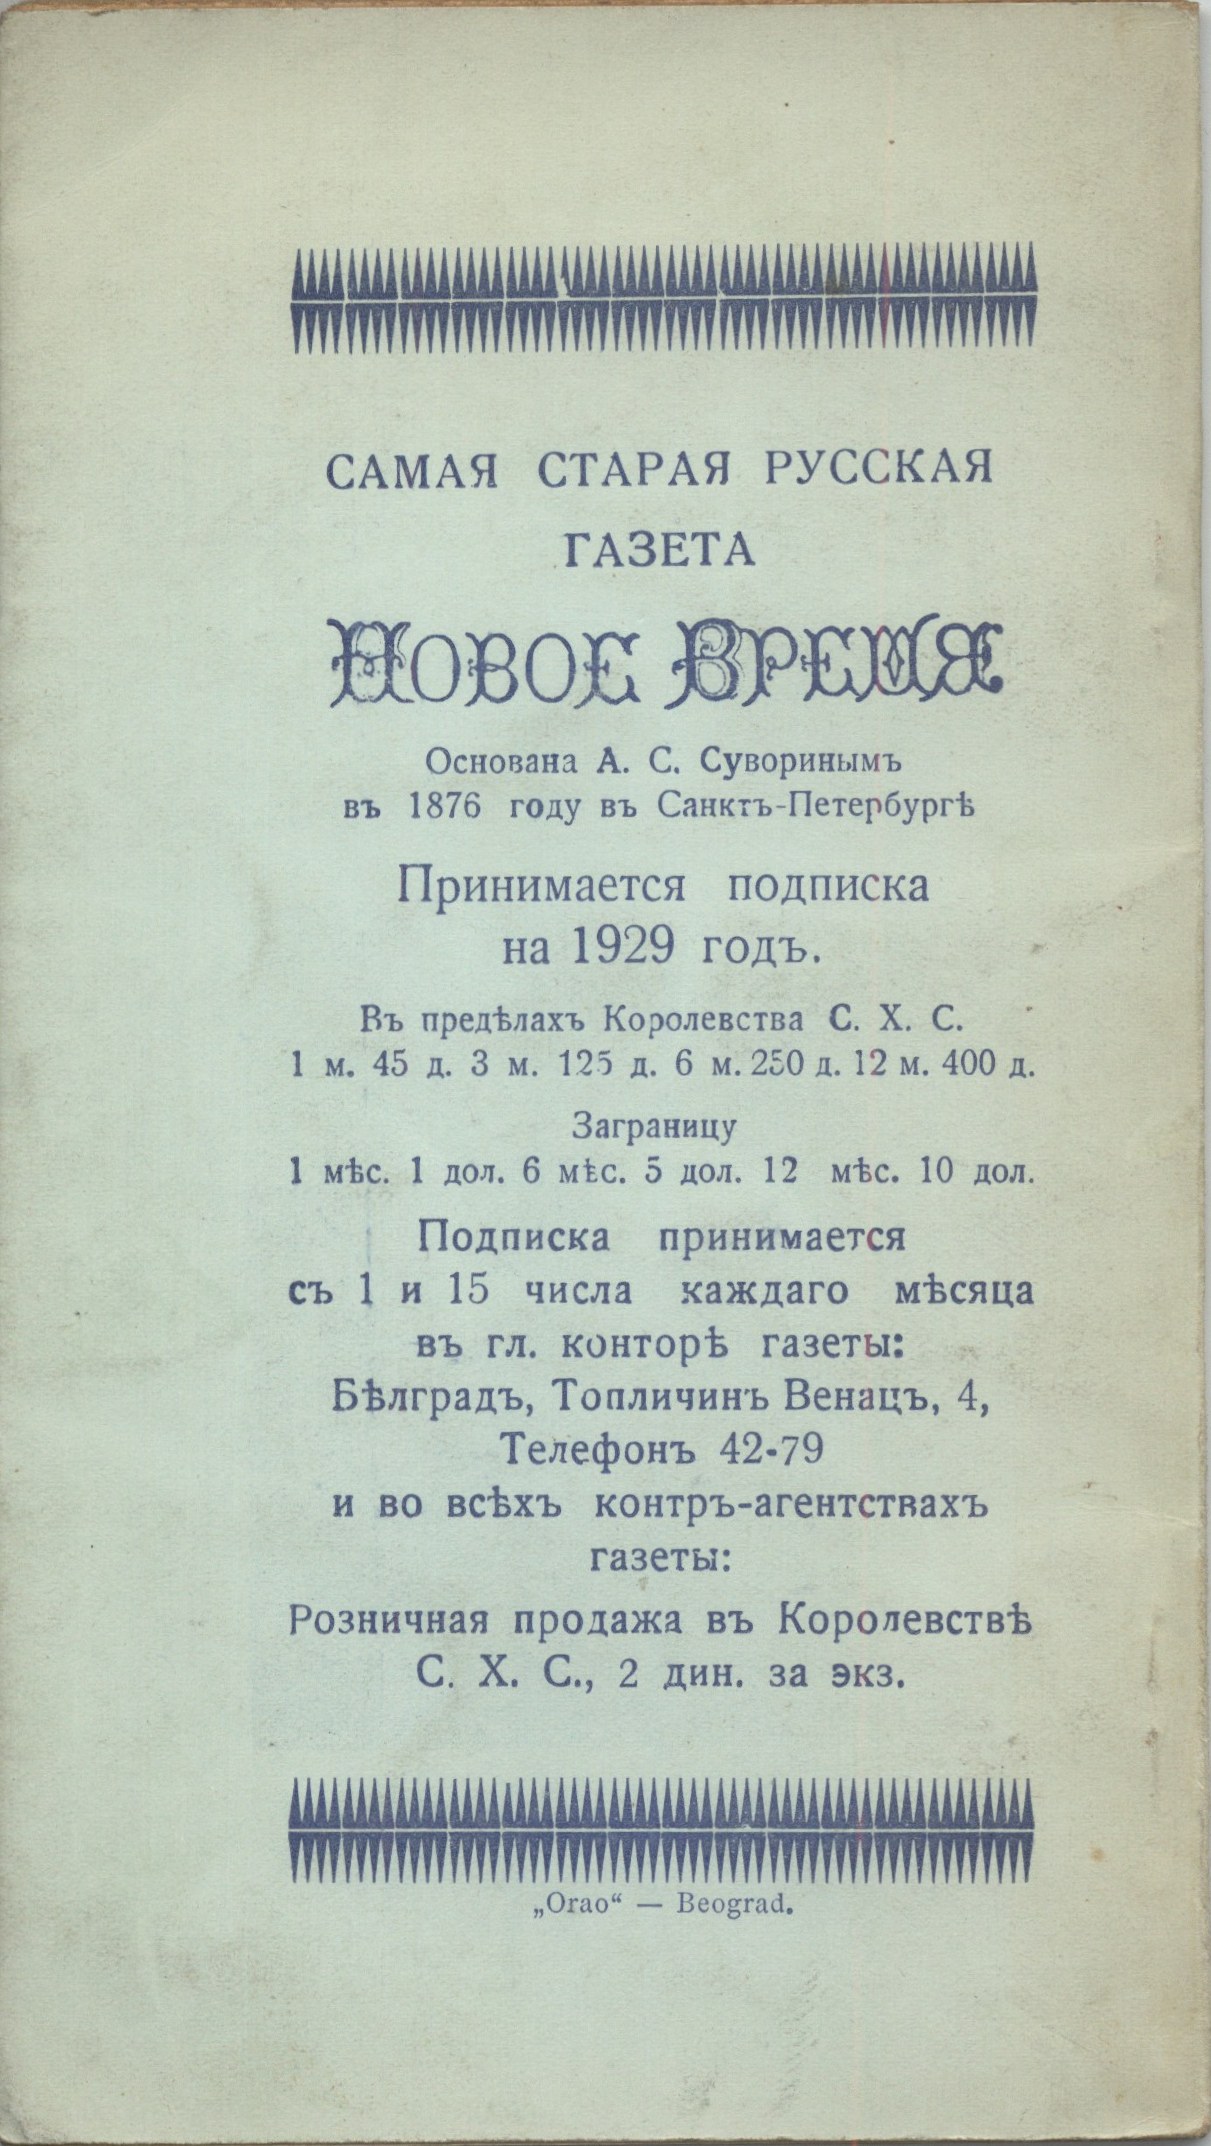 САМАЯ СТАРАЯ РУССКАЯ
ГАЗЕТА
НОВОЕ ВРЕМЯ
Основана А. С. Суворинымъ
въ 1876 году въ Санктъ-Петербургѣ
Принимается подписка
на 1929 годъ.
Въ предѣлахъ Королевства С. Х. С.
1 м. 45 д. 3 м. 125 д. 6 м. 250 д. 12 м. 400 д.
Заграницу
1 мѣс. 1 дол. 6 мѣс. 5 дол. 12 мѣс. 10 дол.
Подписка принимается
съ 1 и 15 числа каждаго мѣсяца
въ гл. конторѣ газеты:
Бѣлградъ, Топличинъ Венацъ, 4,
Телефонъ 42-79
и во всѣхъ контръ-агентствахъ
газеты:
Розничная продажа въ Королевствѣ
С. Х. С., 2 дин. за экз.
„Orao“ — Beograd.